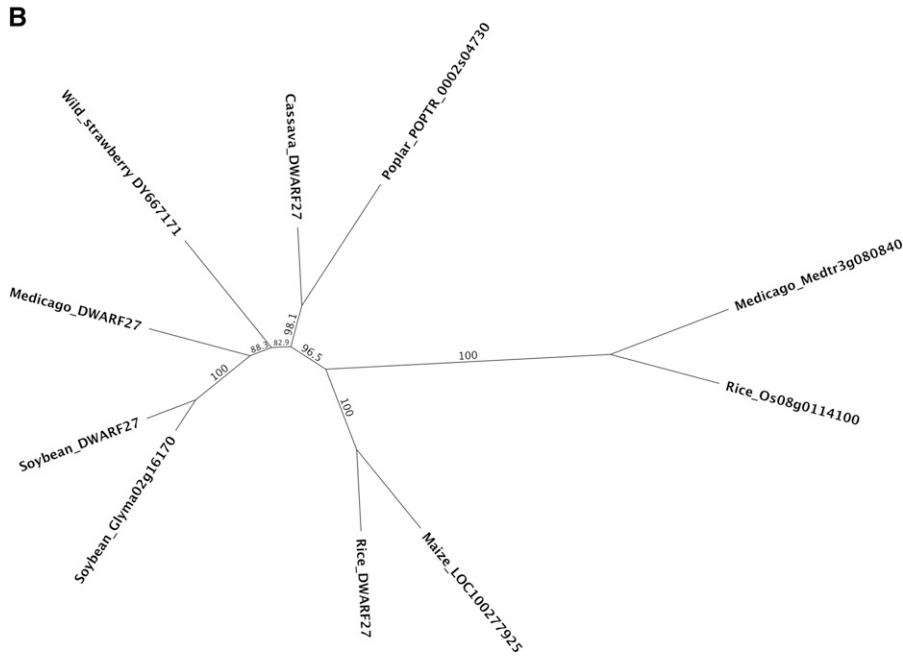 B
Wild_strawberry DY667171
Cassava_DWARF27
Poplar_POPTR_0002s04730
Medicago_Medtr3g080840
Medicago_DWARF27
98.1
88.3
82.9
96.5
100
100
Rice_Os08g0114100
100
Soybean_DWARF27
Soybean_Glyma02g16170
Rice_DWARF27
Maize_LOC100277925